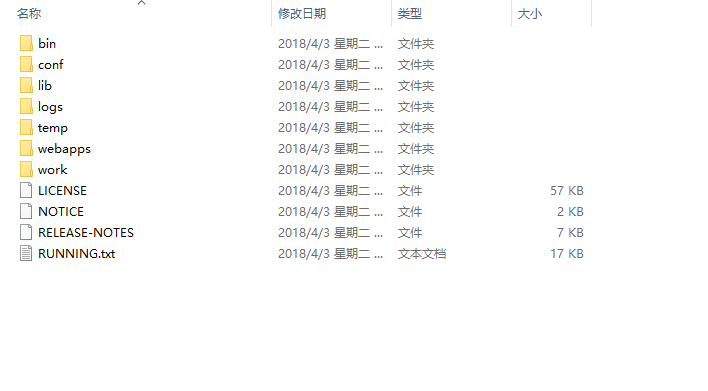 名称 修改日期 类型 大小
bin 2018/4/3 星期二 ... 文件夹
conf 2018/4/3 星期二 ... 文件夹
lib 2018/4/3 星期二 ... 文件夹
logs 2018/4/3 星期二 ... 文件夹
temp 2018/4/3 星期二 ... 文件夹
webapps 2018/4/3 星期二 ... 文件夹
work 2018/4/3 星期二 ... 文件夹
LICENSE 2018/4/3 星期二 ... 文件 57 KB
NOTICE 2018/4/3 星期二 ... 文件 2 KB
RELEASE-NOTES 2018/4/3 星期二 ... 文件 7 KB
RUNNING.txt 2018/4/3 星期二 ... 文本文档 17 KB